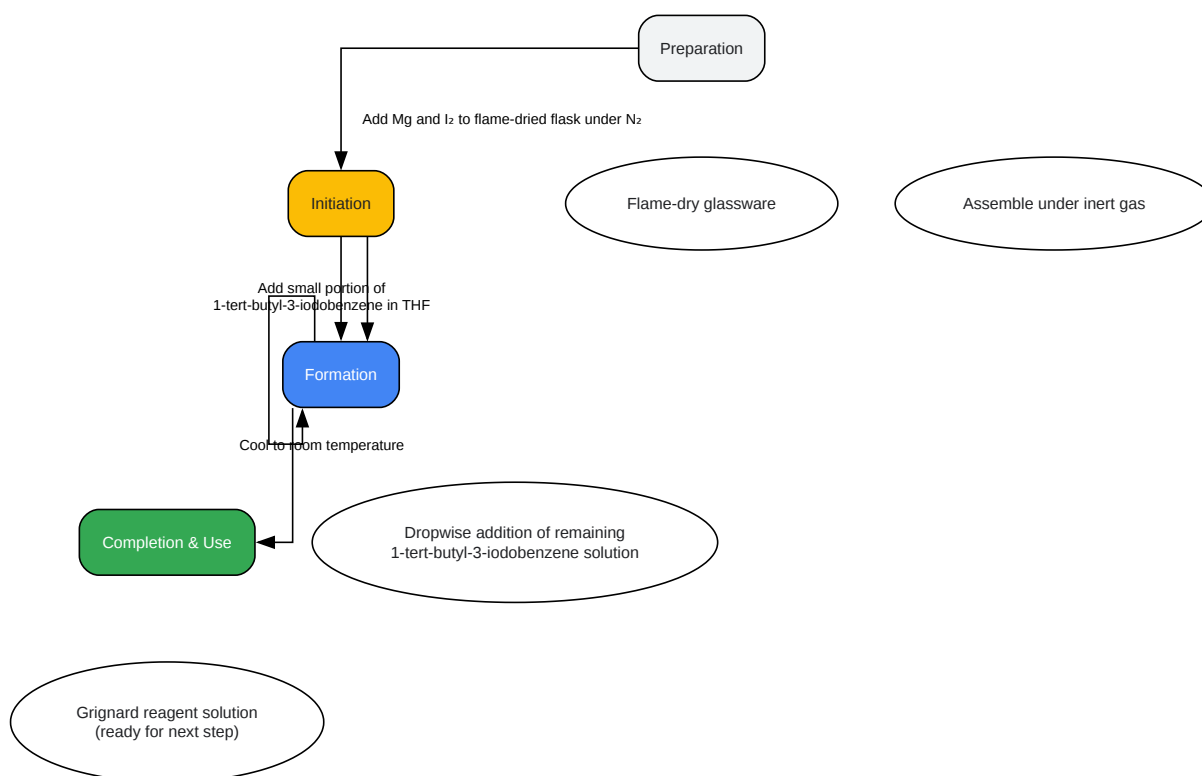 Preparation
Add Mg and I₂ to flame-dried flask under N₂
Initiation
Flame-dry glassware
Assemble under inert gas
Add small portion of
1-tert-butyl-3-iodobenzene in THF
Formation
Cool to room temperature
Completion & Use
Dropwise addition of remaining
1-tert-butyl-3-iodobenzene solution
Grignard reagent solution
(ready for next step)